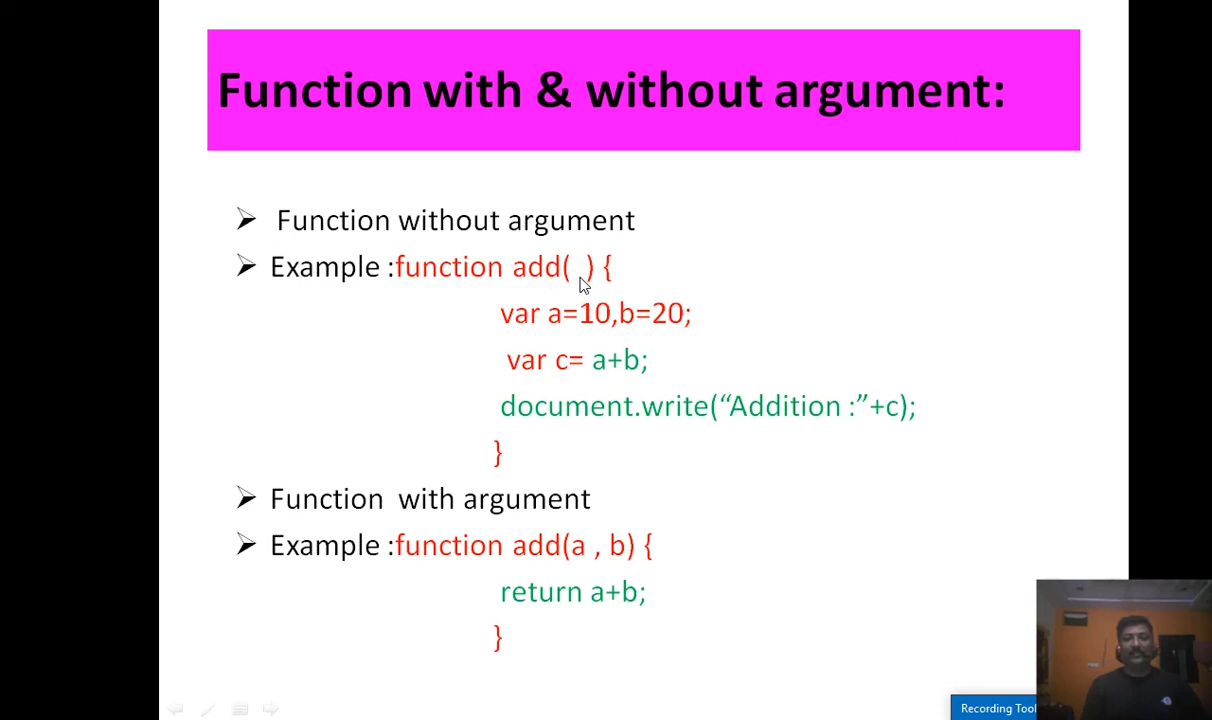 Function with & without argument:
Function without argument
Example :function add(  ) {
var a=10,b=20;
var c= a+b;
document.write(“Addition :”+c);
}
Function  with argument
Example :function add(a , b) {
return a+b;
}
Recording Tool